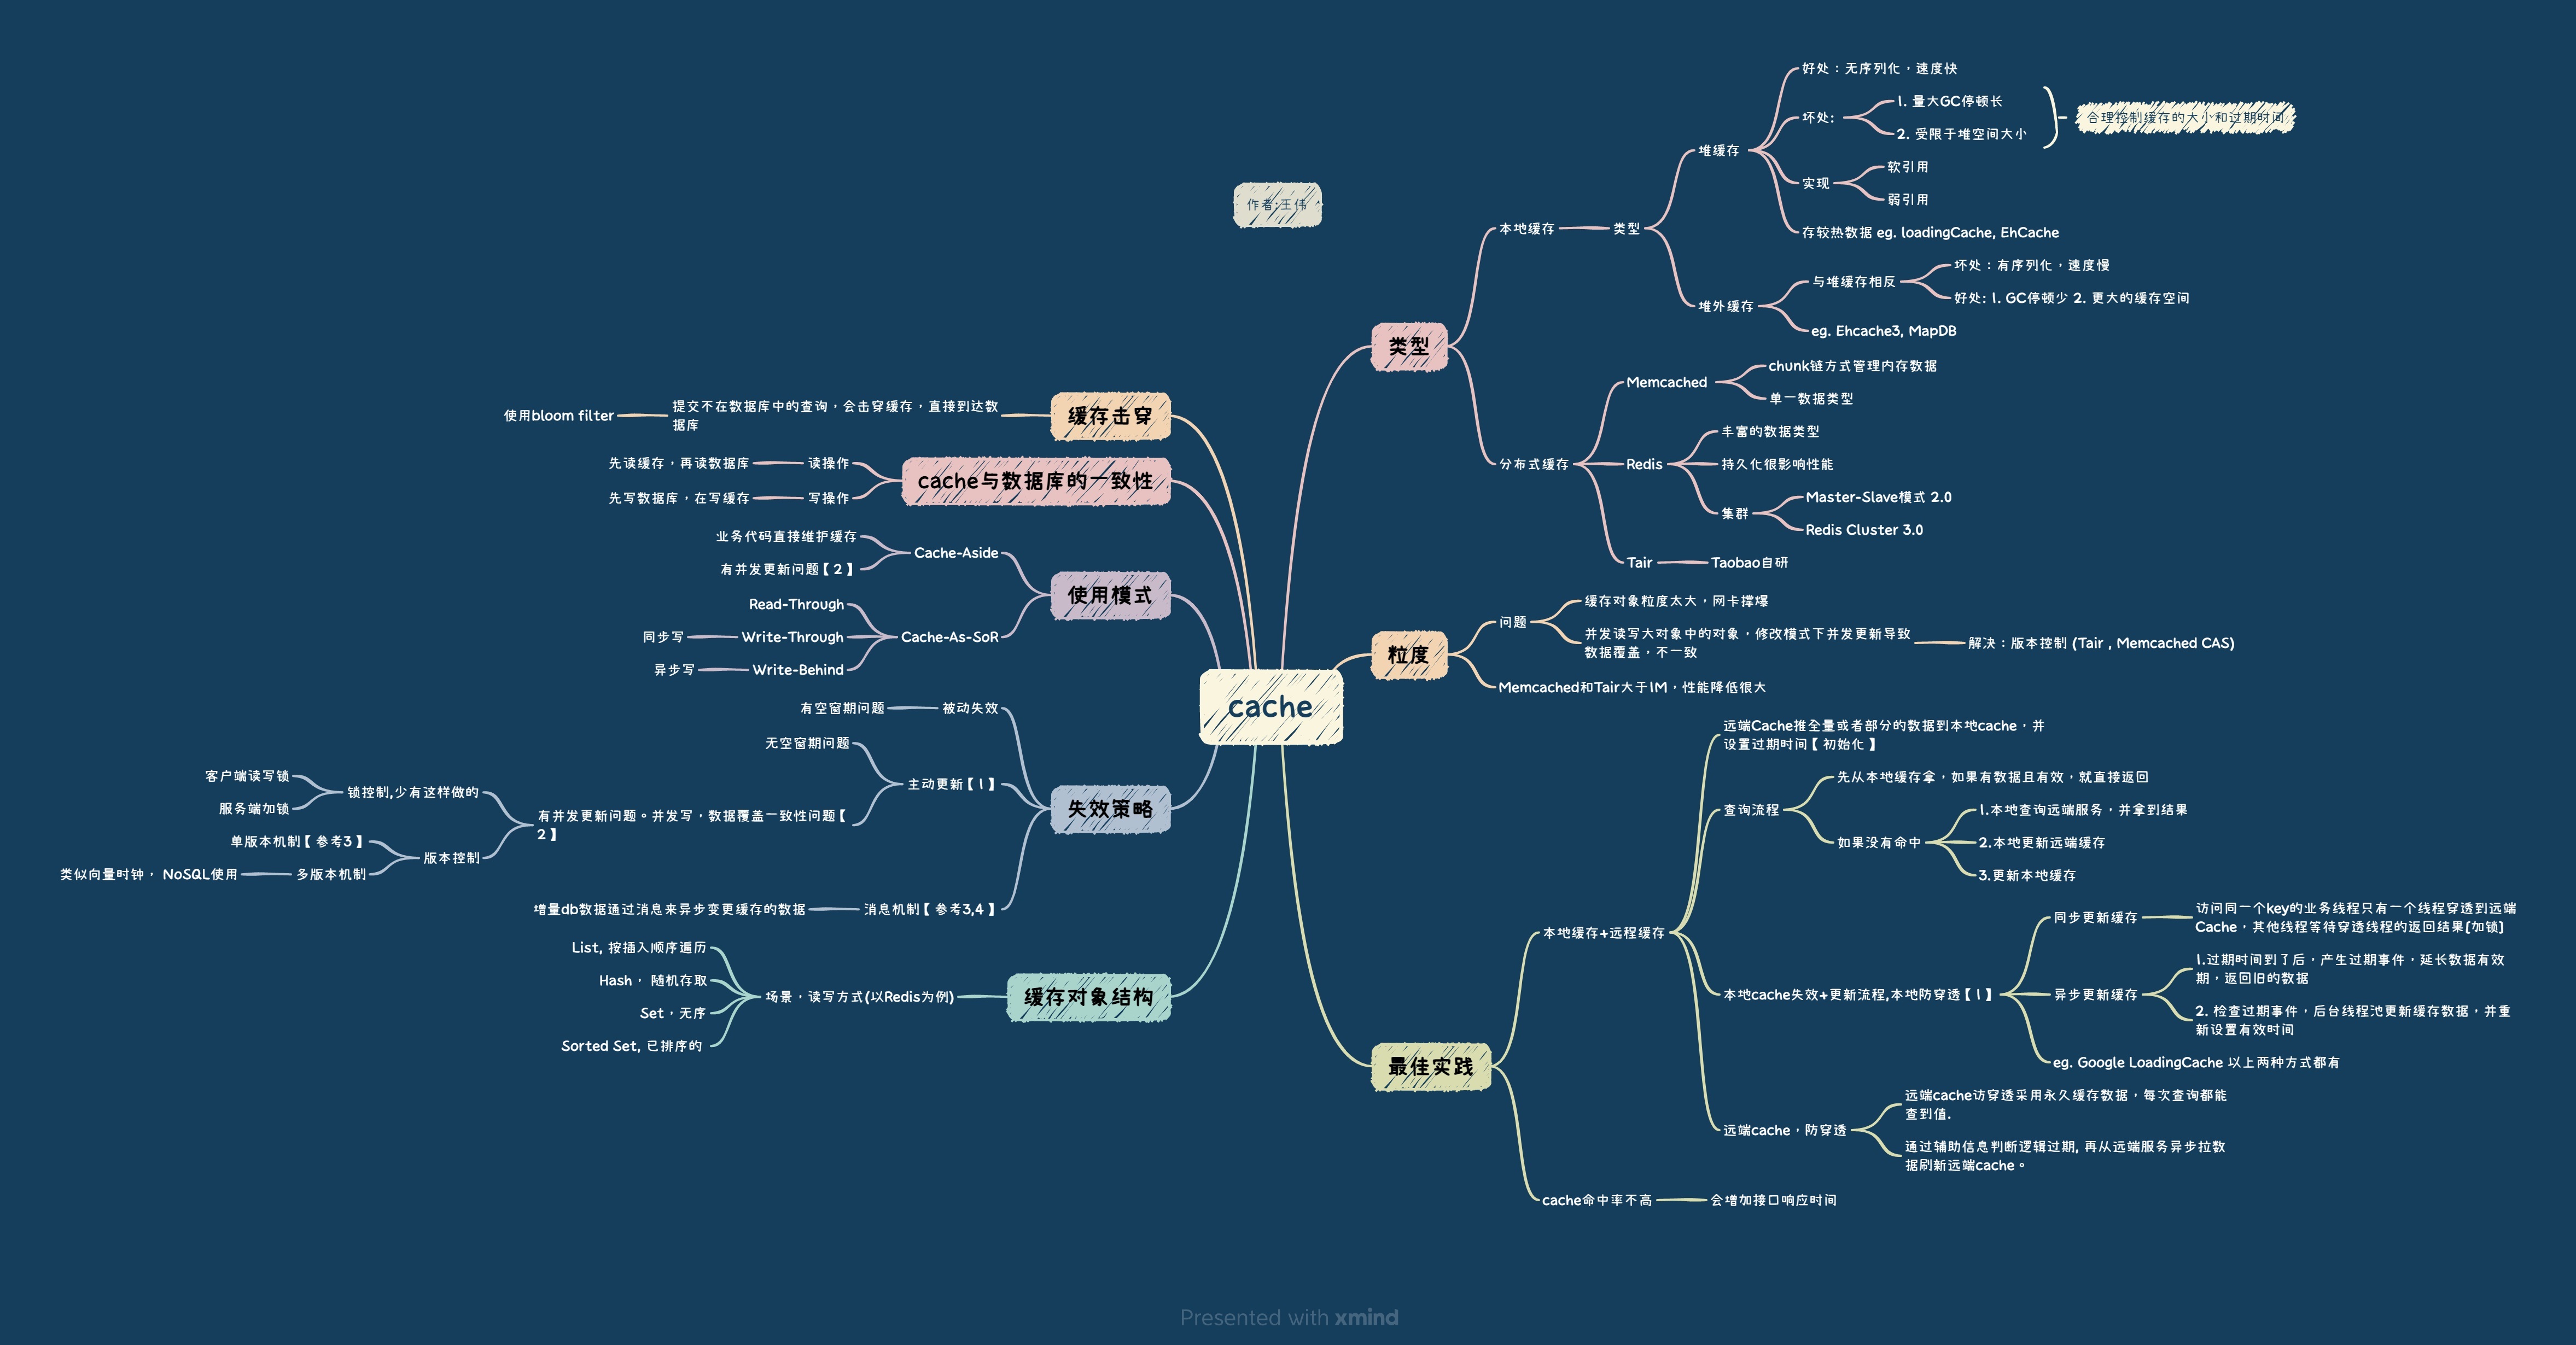 cache
作者:王伟
类型
本地缓存
类型
堆缓存
好处：无序列化，速度快
坏处:
1. 量大GC停顿长
2. 受限于堆空间大小
合理控制缓存的大小和过期时间
实现
软引用
弱引用
存较热数据 eg. loadingCache, EhCache
堆外缓存
与堆缓存相反
坏处：有序列化，速度慢
好处: 1. GC停顿少 2. 更大的缓存空间
eg. Ehcache3, MapDB
分布式缓存
Memcached
chunk链方式管理内存数据
单一数据类型
Redis
丰富的数据类型
持久化很影响性能
集群
Master-Slave模式 2.0
Redis Cluster 3.0
Tair
Taobao自研
粒度
问题
缓存对象粒度太大，网卡撑爆
并发读写大对象中的对象，修改模式下并发更新导致
数据覆盖，不一致
解决：版本控制 (Tair , Memcached CAS)
Memcached和Tair大于1M，性能降低很大
最佳实践
本地缓存+远程缓存
远端Cache推全量或者部分的数据到本地cache，并
设置过期时间【初始化】
查询流程
先从本地缓存拿，如果有数据且有效，就直接返回
如果没有命中
1.本地查询远端服务，并拿到结果
2.本地更新远端缓存
3.更新本地缓存
本地cache失效+更新流程,本地防穿透【1】
同步更新缓存
访问同一个key的业务线程只有一个线程穿透到远端
Cache，其他线程等待穿透线程的返回结果[加锁]
异步更新缓存
1.过期时间到了后，产生过期事件，延长数据有效
期，返回旧的数据
2. 检查过期事件，后台线程池更新缓存数据，并重
新设置有效时间
eg. Google LoadingCache 以上两种方式都有
远端cache，防穿透
远端cache访穿透采用永久缓存数据，每次查询都能
查到值.
通过辅助信息判断逻辑过期, 再从远端服务异步拉数
据刷新远端cache。
cache命中率不高
会增加接口响应时间
缓存击穿
提交不在数据库中的查询，会击穿缓存，直接到达数
据库
使用bloom filter
cache与数据库的一致性
读操作
先读缓存，再读数据库
写操作
先写数据库，在写缓存
使用模式
Cache-Aside
业务代码直接维护缓存
有并发更新问题【2】
Cache-As-SoR
Read-Through
Write-Through
同步写
Write-Behind
异步写
失效策略
被动失效
有空窗期问题
主动更新【1】
无空窗期问题
有并发更新问题。并发写，数据覆盖一致性问题【
2】
锁控制,少有这样做的
客户端读写锁
服务端加锁
版本控制
单版本机制【参考3】
多版本机制
类似向量时钟， NoSQL使用
消息机制【参考3,4】
增量db数据通过消息来异步变更缓存的数据
缓存对象结构
场景，读写方式(以Redis为例)
List, 按插入顺序遍历
Hash， 随机存取
Set，无序
Sorted Set, 已排序的
Presented with xmind